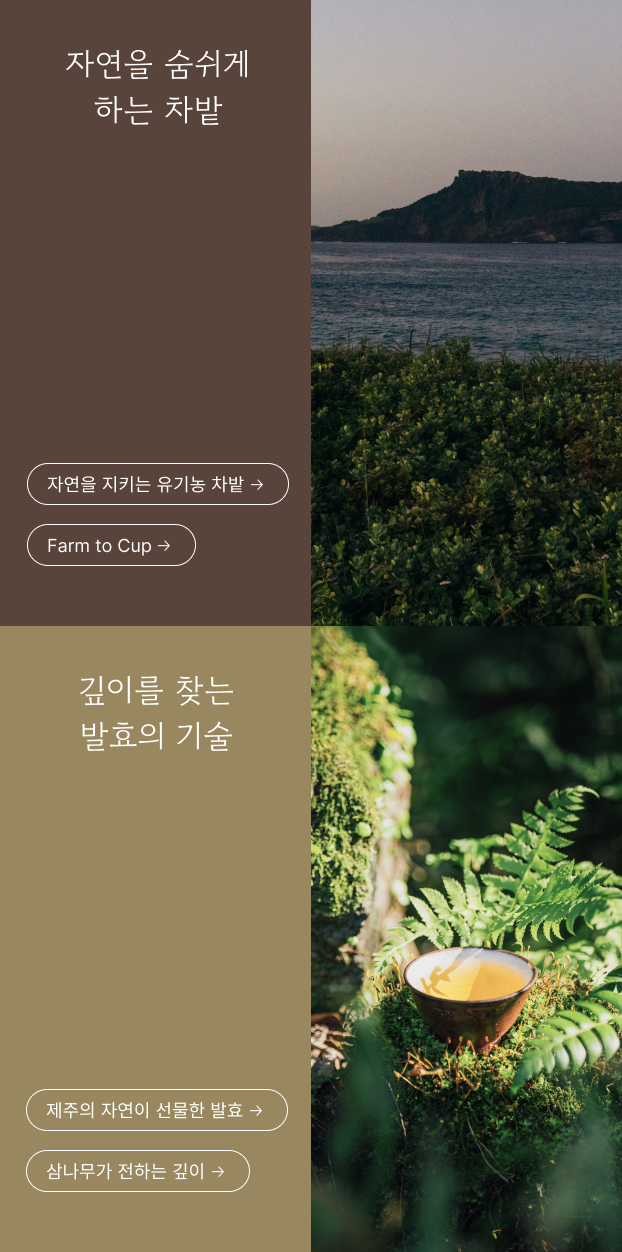 자연을 숨쉬게
하는 차밭
자연을 지키는 유기농 차밭 →
Farm to Cup →
깊이를 찾는
발효의 기술
제주의 자연이 선물한 발효 →
삼나무가 전하는 깊이 →